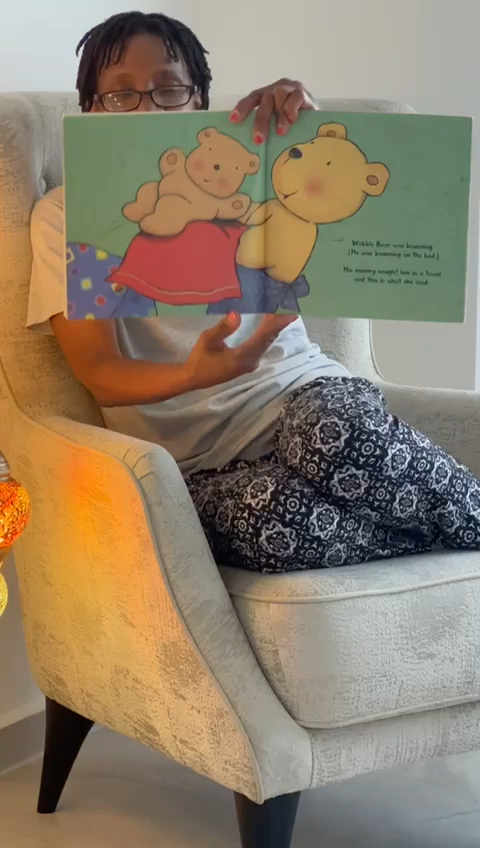 Wibble Bear was bouncing
(He was bouncing on the bed.)
His mummy caught him in a towel
and this is what she said